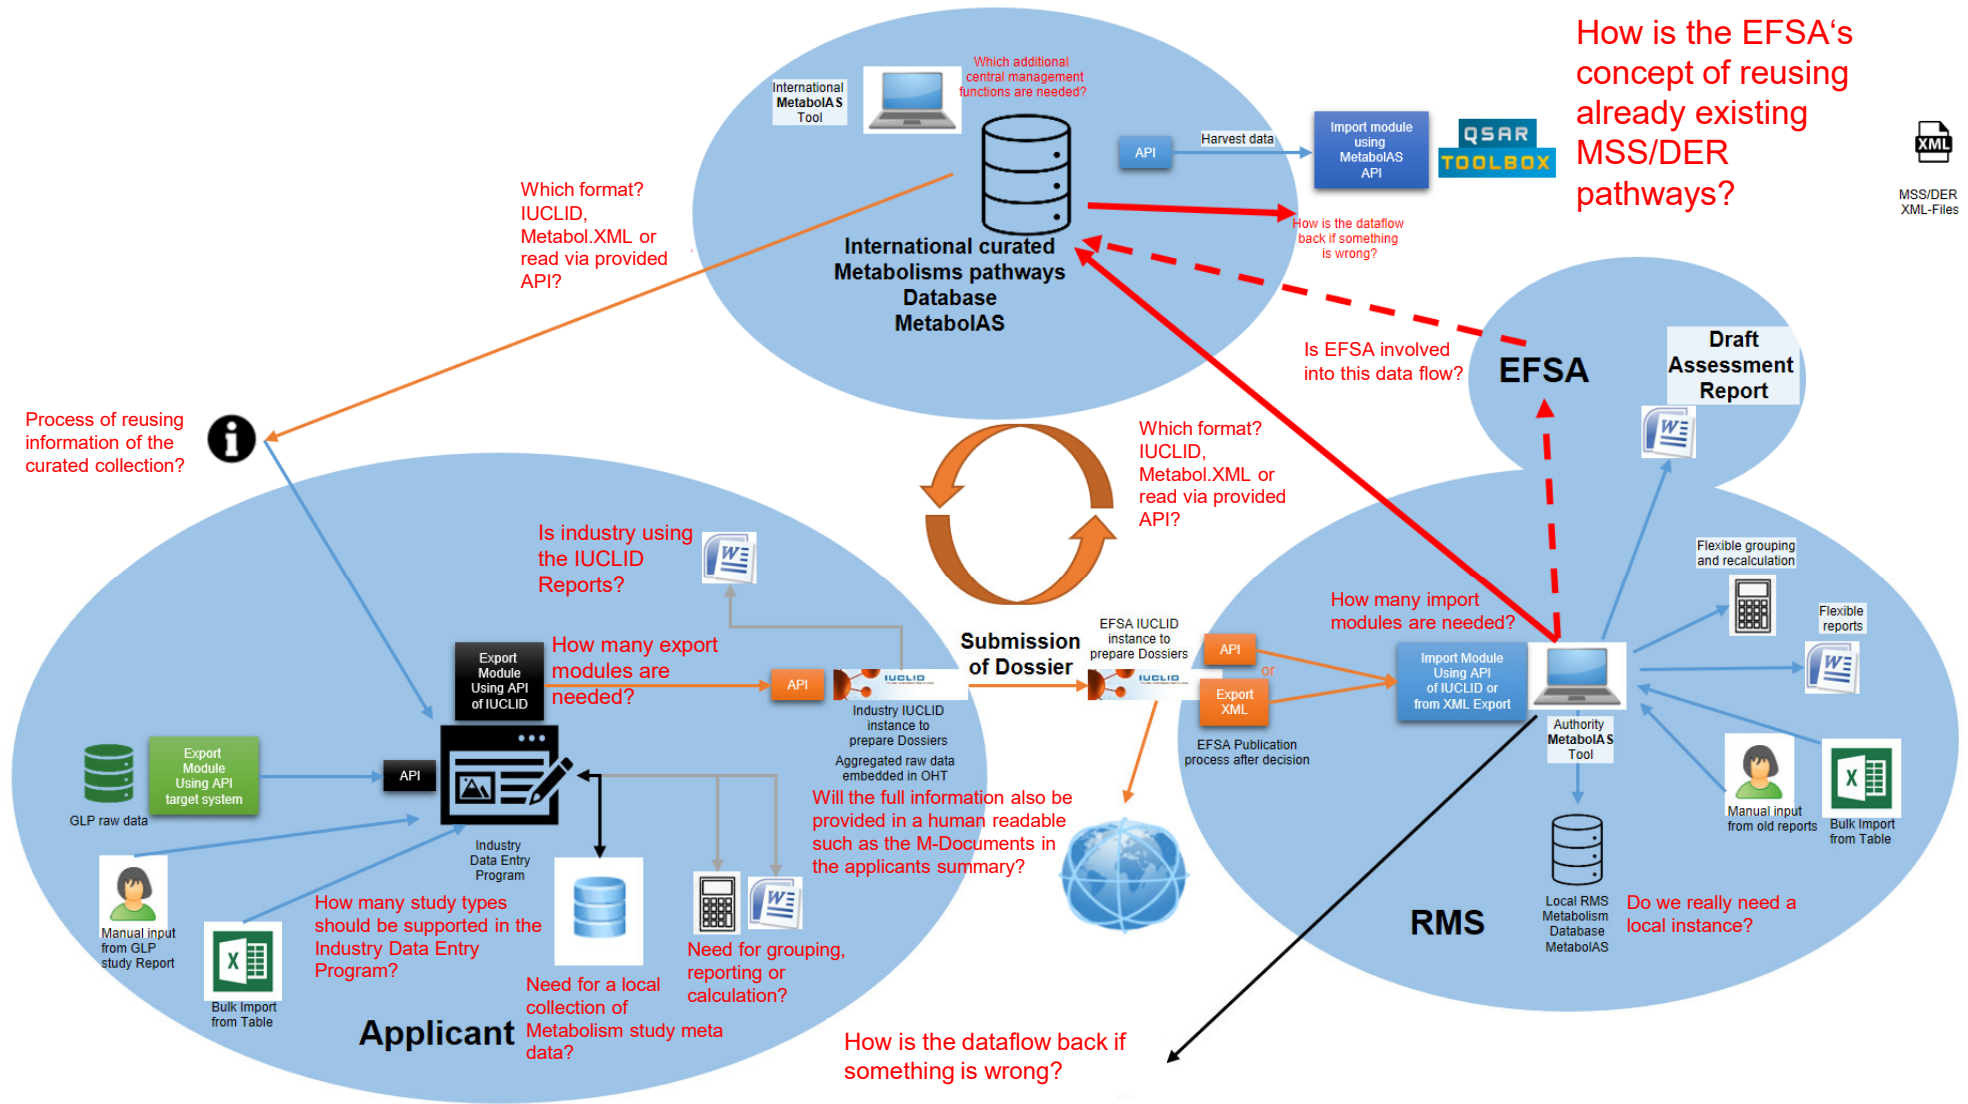 International
MetabolAS
Tool
Which additional
central management
functions are needed?
API
Harvest data
Import module
using
MetabolAS
API
QSAR
TOOLBOX
How is the EFSA‘s
concept of reusing
already existing
MSS/DER
pathways?
XML
MSS/DER
XML-Files
Which format?
IUCLID,
Metabol.XML or
read via provided
API?
How is the dataflow
back if something
is wrong?
International curated
Metabolisms pathways
Database
MetabolAS
Is EFSA involved
into this data flow?
EFSA
Draft
Assessment
Report
W
Process of reusing
information of the
curated collection?
i
Which format?
IUCLID,
Metabol.XML or
read via provided
API?
Is industry using
the IUCLID
Reports?
W
Flexible grouping
and recalculation
How many import
modules are needed?
Flexible
reports
W
Export
Module
Using API
of IUCLID
How many export
modules are
needed?
API
IUCLID
Industry IUCLID
instance to
prepare Dossiers
Aggregated raw data
embedded in OHT
Submission
of Dossier
EFSA IUCLID
instance to
prepare Dossiers
IUCLID
API
or
Export
XML
EFSA Publication
process after decision
Import Module
Using API
of IUCLID or
from XML Export
Authority
MetabolAS
Tool
GLP raw data
Export
Module
Using API
target system
API
Industry
Data Entry
Program
Will the full information also be
provided in a human readable
such as the M-Documents in
the applicants summary?
Manual input
from old reports
X
Bulk Import
from Table
Manual input
from GLP
study Report
X
Bulk Import
from Table
How many study types
should be supported in the
Industry Data Entry
Program?
W
Need for grouping,
reporting or
calculation?
Need for a local
collection of
Metabolism study meta
data?
Applicant
RMS
Local RMS
Metabolism
Database
MetabolAS
Do we really need a
local instance?
How is the dataflow back if
something is wrong?